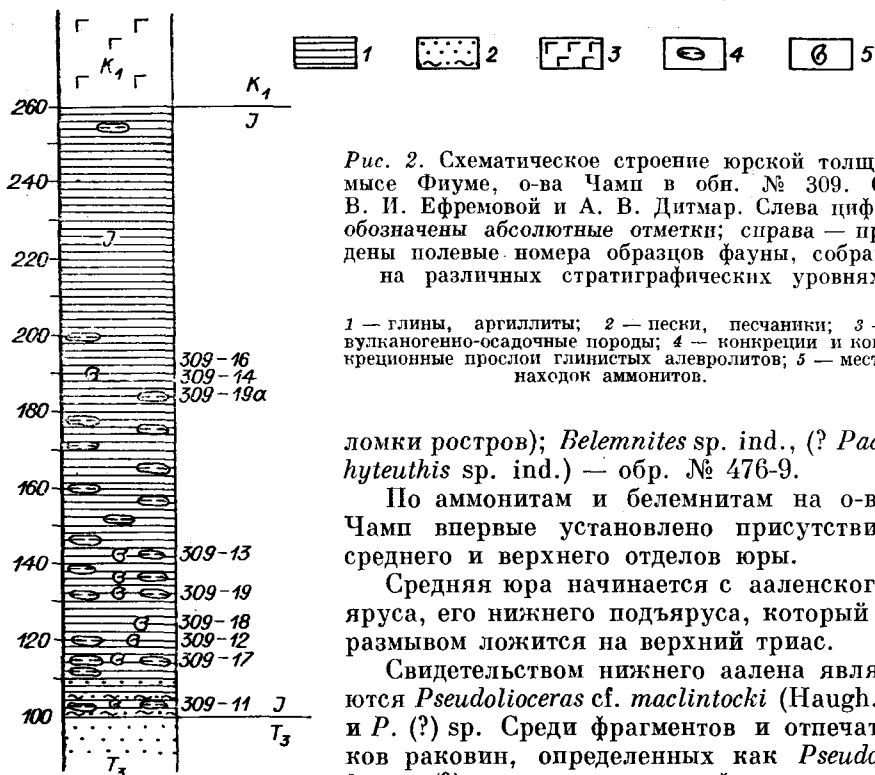 K₁
1 2 3 4 5
260 K₁
J
240
J
220
200
309-16
309-14
309-19а
180
160
140 309-13
309-19
309-18
120 309-12
309-17
309-11 J
100
T₃
T₃
Рис. 2. Схематическое строение юрской толщ
мысе Фиуме, о-ва Чамп в обн. № 309.
В. И. Ефремовой и А. В. Дитмар. Слева циф
обозначены абсолютные отметки; справа — пр
дены полевые номера образцов фауны, собра
на различных стратиграфических уровнях
1 — глины, аргиллиты; 2 — пески, песчаники; 3 —
вулканогенно-осадочные породы; 4 — конкреции и кон
креционные прослои глинистых алевролитов; 5 — мест
находок аммонитов.
ломки ростров); Belemnites sp. ind., (? Pac
hyteuthis sp. ind.) — обр. № 476-9.
По аммонитам и белемнитам на о-в
Чамп впервые установлено присутстви
среднего и верхнего отделов юры.
Средняя юра начинается с ааленског
яруса, его нижнего подъяруса, который
размывом ложится на верхний триас.
Свидетельством нижнего аалена явля
ются Pseudolioceras cf. maclintocki (Haugh.
и P. (?) sp. Среди фрагментов и отпечат
ков раковин, определенных как Pseudo